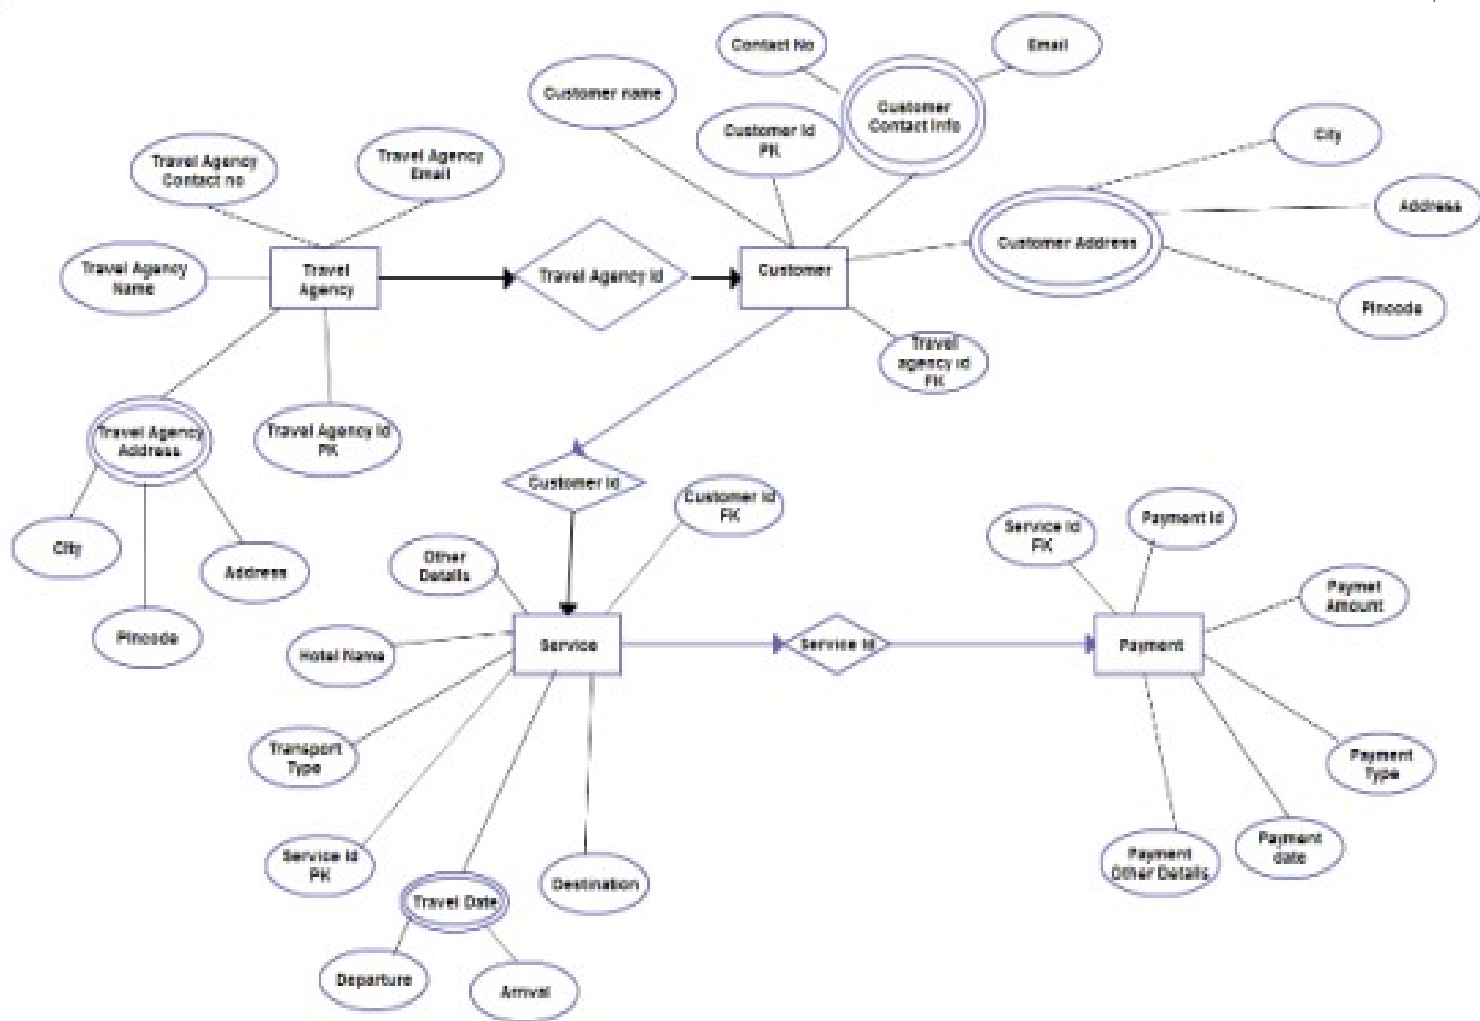 Contact No
Email
Customer name
Customer
Contact Info
Customer Id
PK
City
Travel Agency
Contact no
Travel Agency
Email
Address
Customer Address
Travel Agency
Name
Travel
Agency
Travel Agency Id
Customer
Pincode
Travel
agency id
FK
Travel Agency
Address
Travel Agency Id
PK
Customer Id
Customer Id
FK
City
Address
Pincode
Other
Details
Service Id
FK
Payment Id
Paymet
Amount
Hotel Name
Service
Service Id
Payment
Transport
Type
Payment
Type
Service Id
PK
Travel Date
Destination
Payment
Other Details
Payment
date
Departure
Arrival